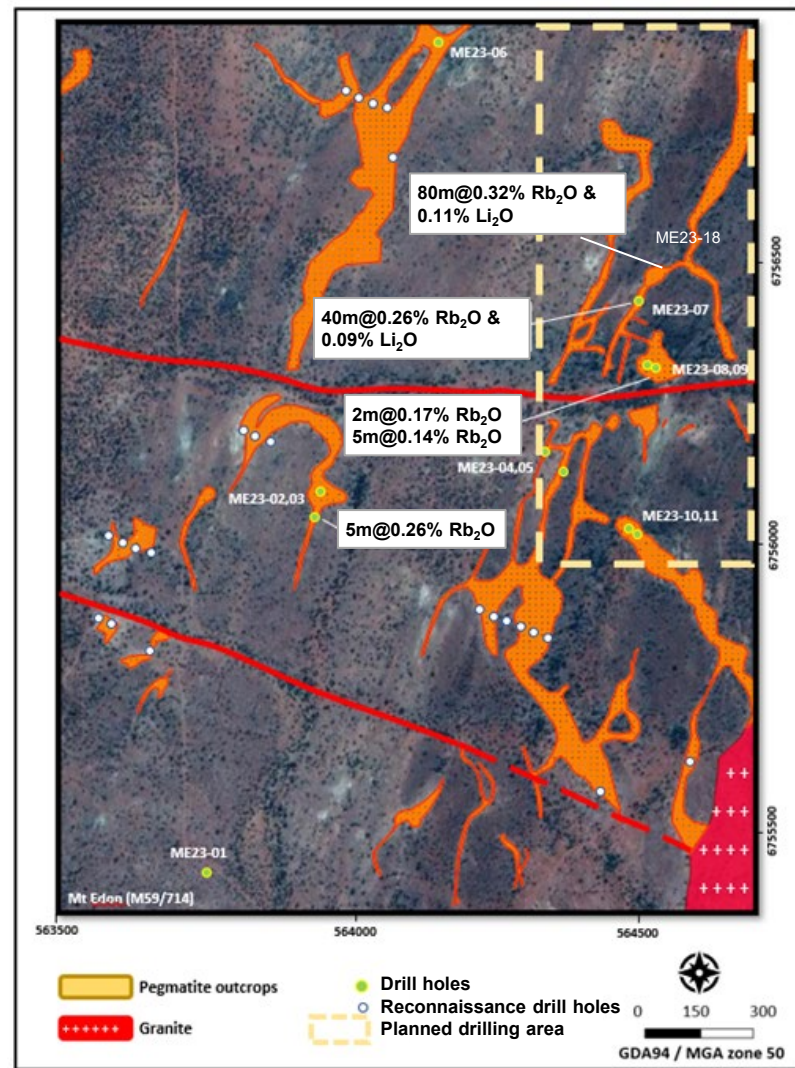 ME23-06
80m@0.32% Rb₂O &
0.11% Li₂O
ME23-18
6756500
40m@0.26% Rb₂O &
0.09% Li₂O
ME23-07
ME23-08,09
2m@0.17% Rb₂O
5m@0.14% Rb₂O
ME23-04,05
ME23-02,03
5m@0.26% Rb₂O
ME23-10,11
6756000
6755500
ME23-01
Mt Edon (M59/714)
563500
564000
564500
Pegmatite outcrops
Granite
Drill holes
Reconnaissance drill holes
Planned drilling area
0 150 300
GDA94 / MGA zone 50